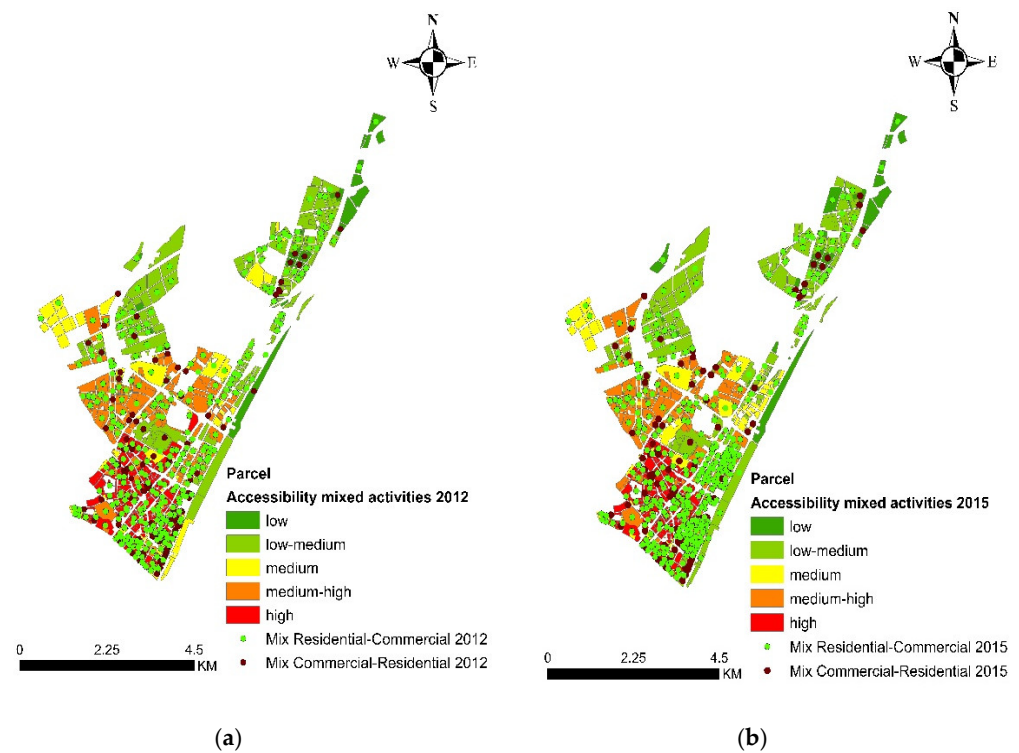 N
W E
S
Parcel
Accessibility mixed activities 2012
low
low-medium
medium
medium-high
high
Mix Residential-Commercial 2012
Mix Commercial-Residential 2012
0 2.25 4.5
KM
(a)
N
W E
S
Parcel
Accessibility mixed activities 2015
low
low-medium
medium
medium-high
high
Mix Residential-Commercial 2015
Mix Commercial-Residential 2015
0 2.25 4.5
KM
(b)